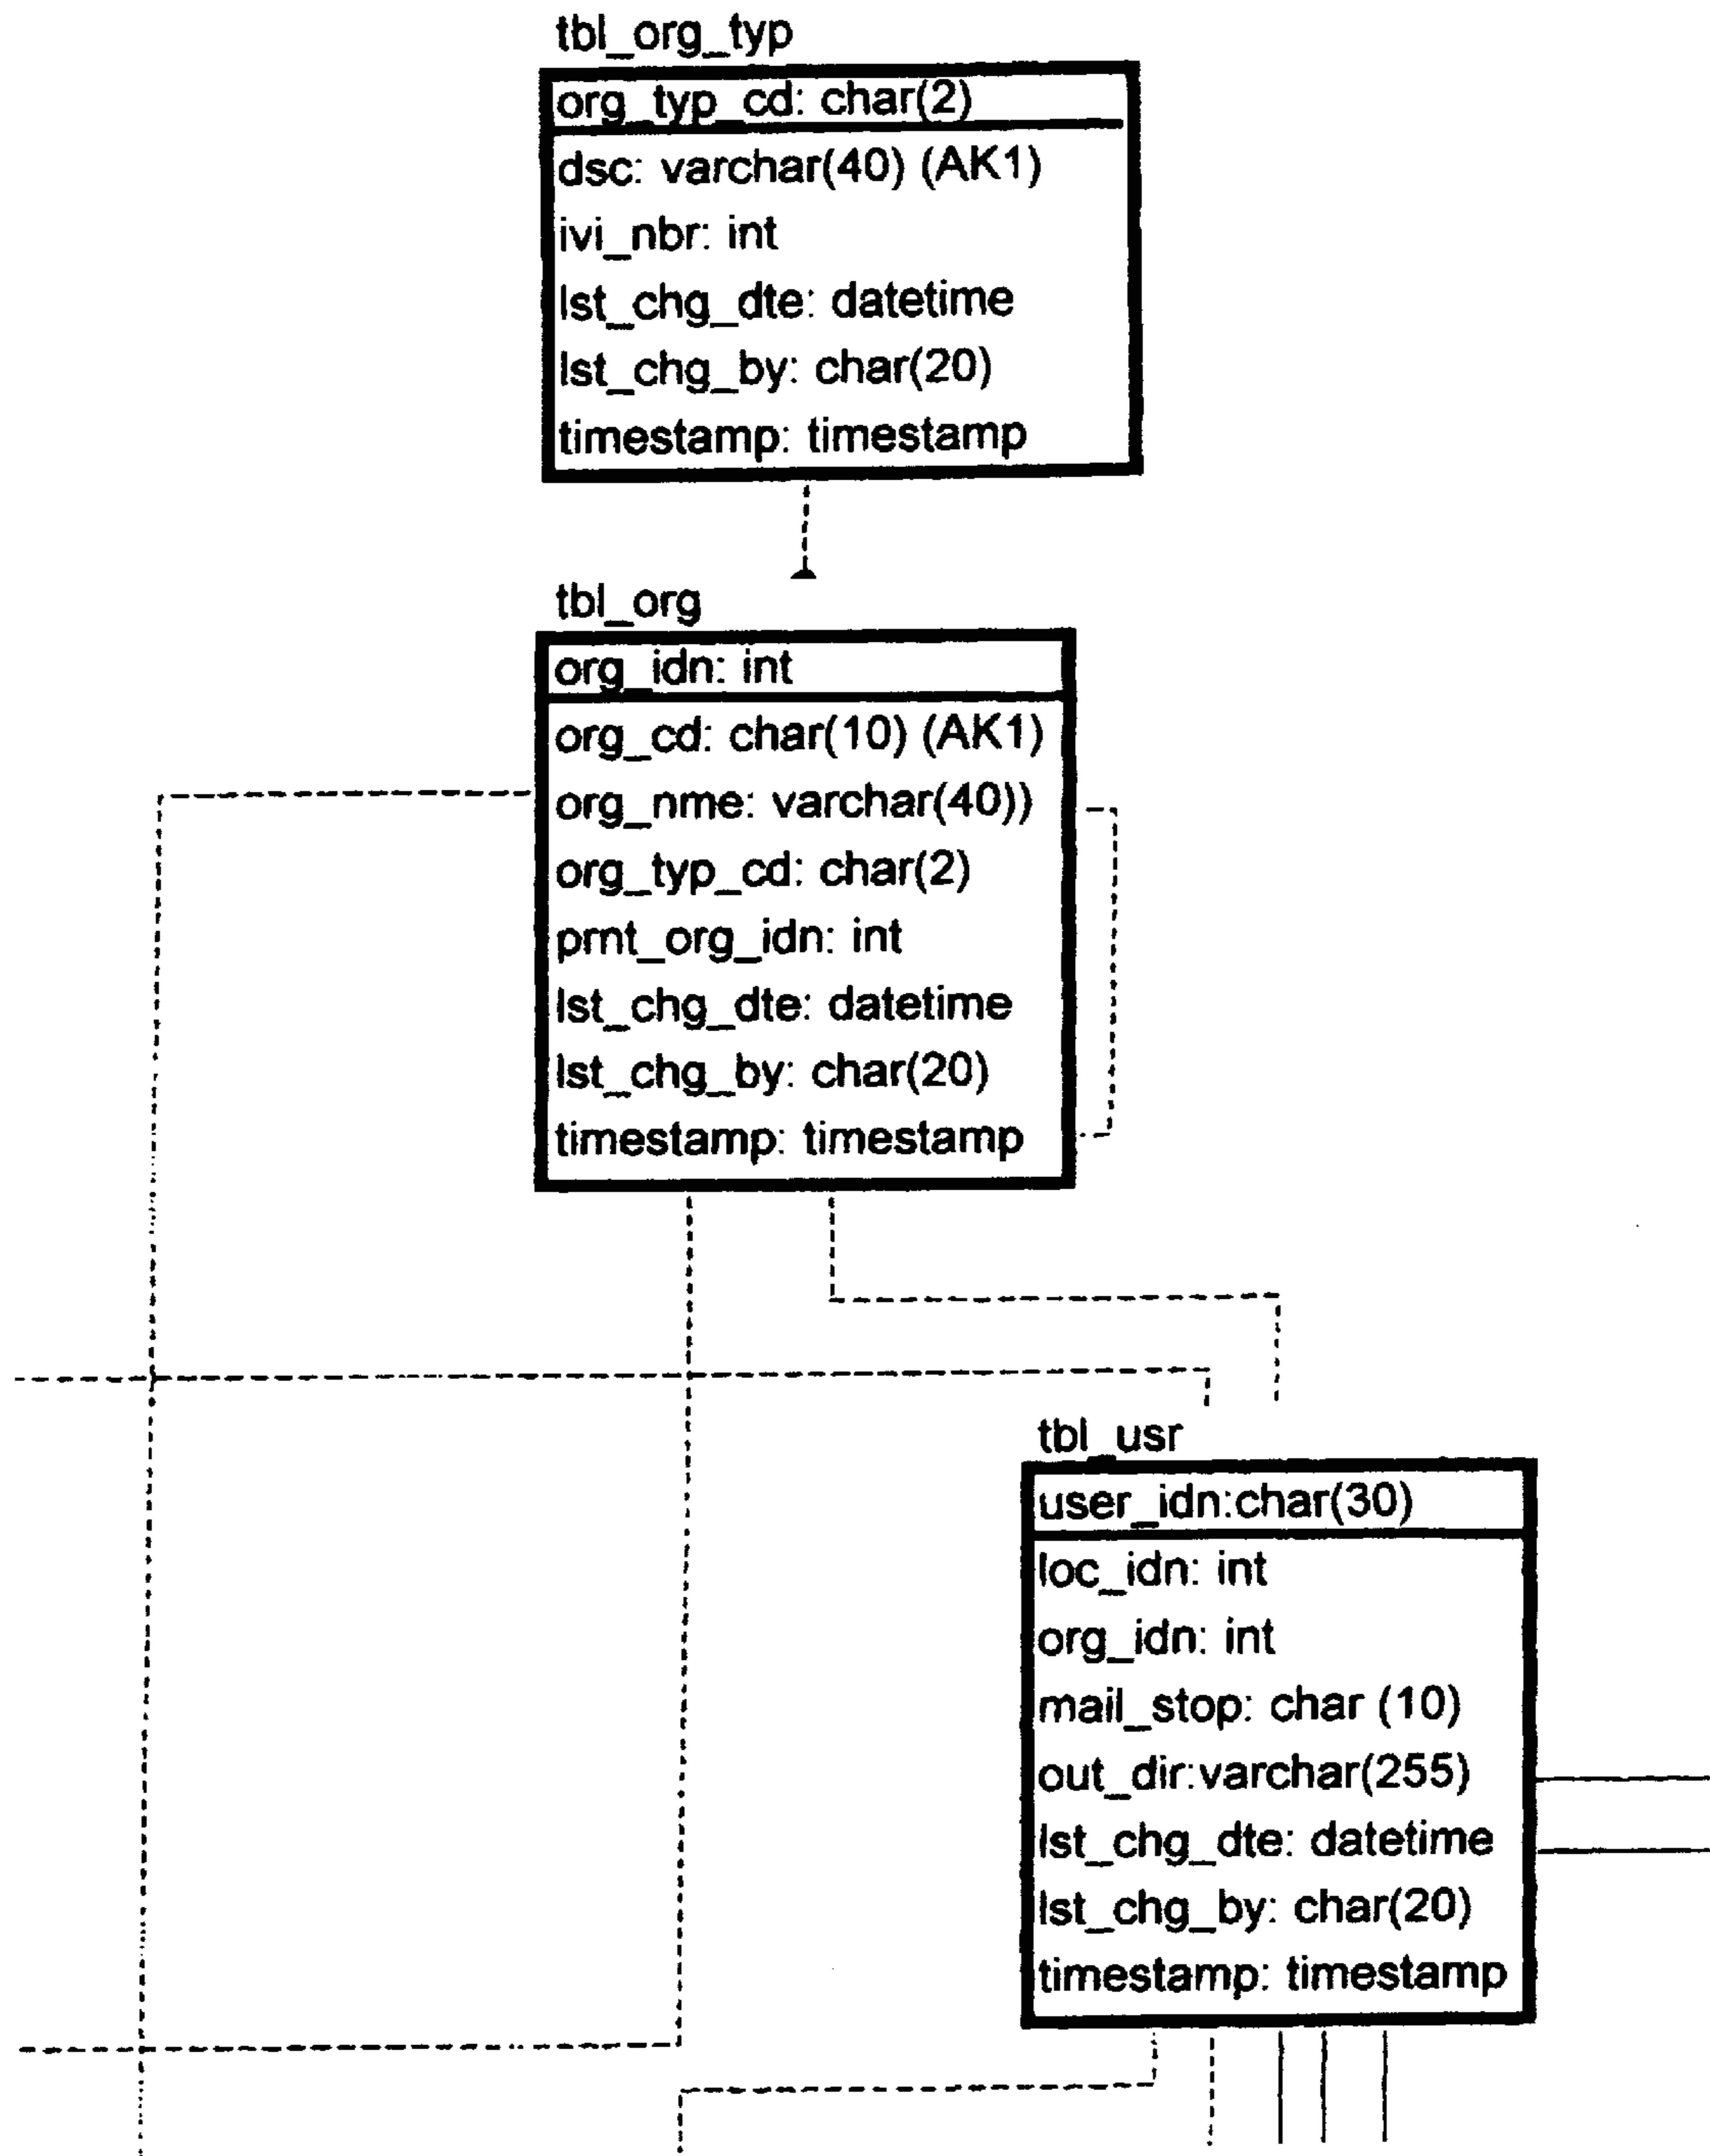 tbl_org_typ
org_typ_cd: char(2)
dsc: varchar(40) (AK1)
ivi_nbr: int
lst_chg_dte: datetime
lst_chg_by: char(20)
timestamp: timestamp
tbl_org
org_idn: int
org_cd: char(10) (AK1)
org_nme: varchar(40))
org_typ_cd: char(2)
prnt_org_idn: int
lst_chg_dte: datetime
lst_chg_by: char(20)
timestamp: timestamp
tbl_usr
user_idn:char(30)
loc_idn: int
org_idn: int
mail_stop: char (10)
out_dir:varchar(255)
lst_chg_dte: datetime
lst_chg_by: char(20)
timestamp: timestamp